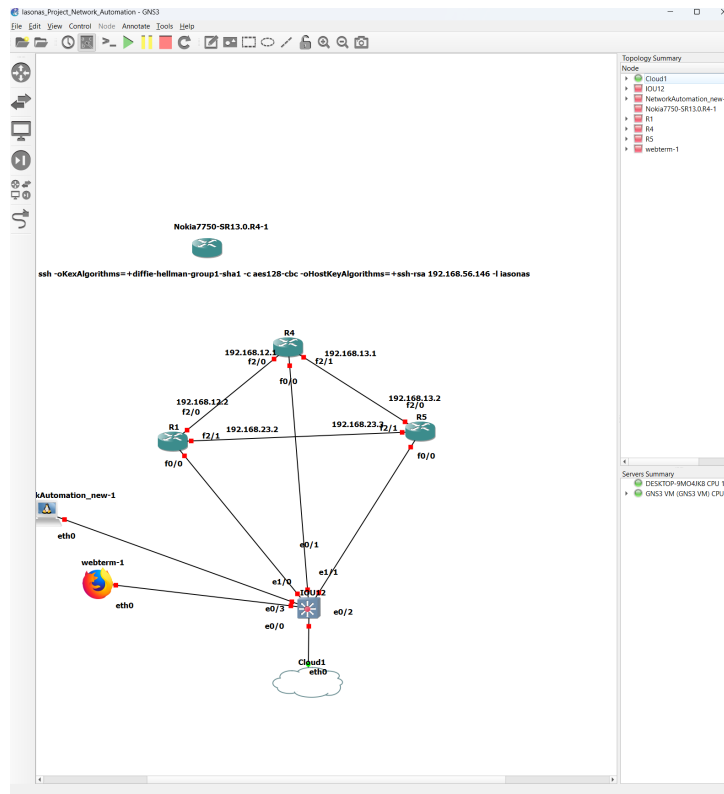 Iasonas_Project_Network_Automation - GNS3
File Edit View Control Node Annotate Tools Help
Topology Summary
Node
Cloud1
IOU12
NetworkAutomation_new-
Nokia7750-SR13.0.R4-1
R1
R4
R5
webterm-1
Nokia7750-SR13.0.R4-1
ssh -oKexAlgorithms=+diffie-hellman-group1-sha1 -c aes128-cbc -oHostKeyAlgorithms=+ssh-rsa 192.168.56.146 -l iasonas
R4
192.168.12.1
192.168.13.1
f2/0
f2/1
f0/0
192.168.12.2
f2/0
192.168.13.2
f2/0
R1
R5
192.168.23.2
f2/1
f2/1
f0/0
f0/0
kAutomation_new-1
eth0
e0/1
webterm-1
e1/1
e1/0
IOU12
eth0
e0/3
e0/2
e0/0
Cloud1
eth0
Servers Summary
DESKTOP-9MO4JK8 CPU 1
GNS3 VM (GNS3 VM) CPU